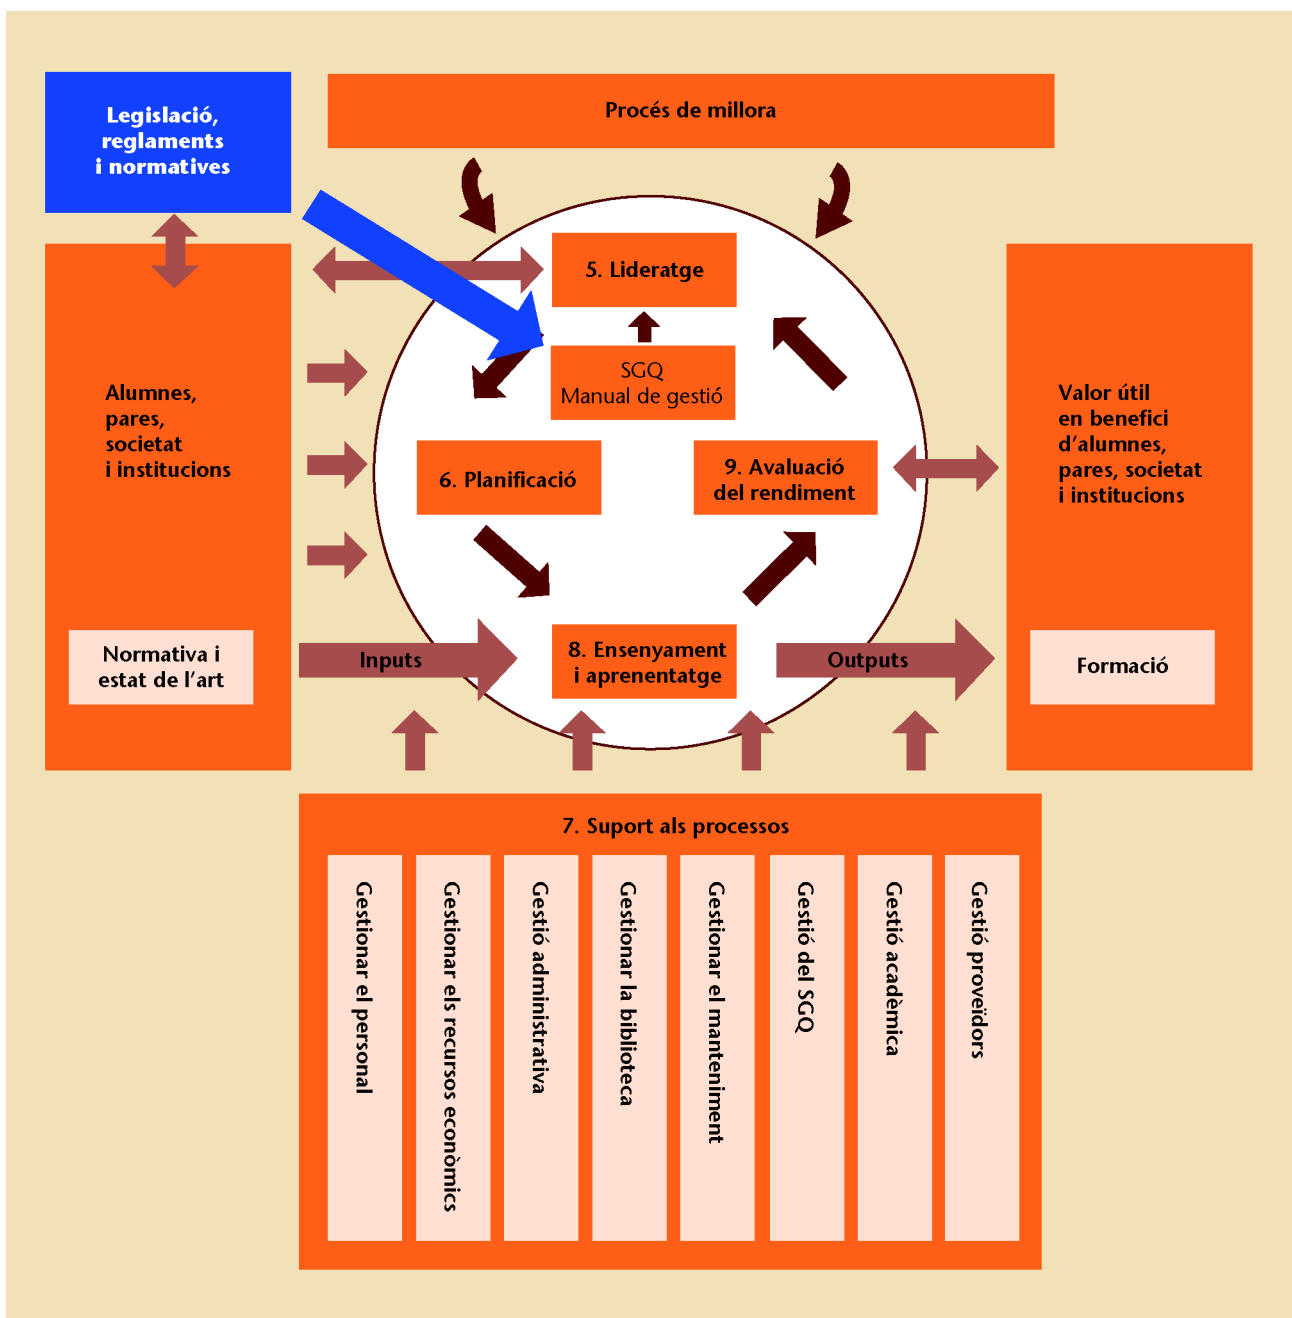 Legislació,
reglaments
i normatives
Procés de millora
5. Lideratge
SGQ
Manual de gestió
Alumnes,
pares,
societat
i institucions
6. Planificació
9. Avaluació
del rendiment
Valor útil
en benefici
d’alumnes,
pares, societat
i institucions
Normativa i
estat de l’art
Inputs
8. Ensenyament
i aprenentatge
Outputs
Formació
7. Suport als processos
Gestionar el personal
Gestionar els recursos econòmics
Gestió administrativa
Gestionar la biblioteca
Gestionar el manteniment
Gestió del SGQ
Gestió acadèmica
Gestió proveïdors